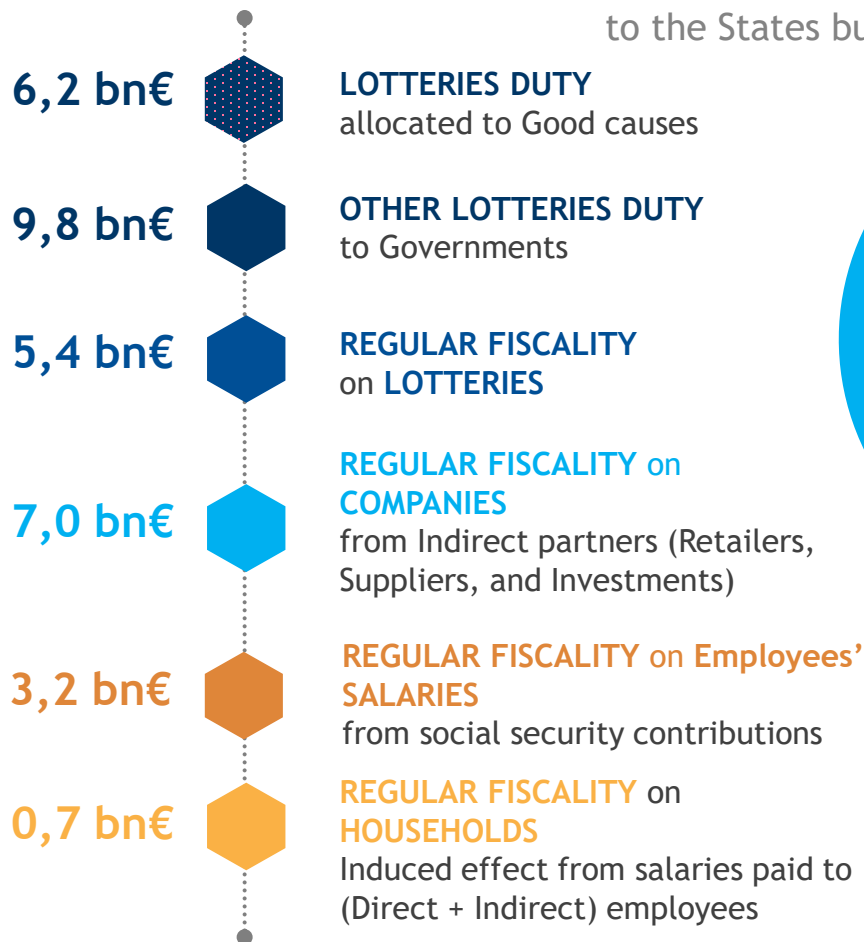 to the States bu
6,2 bn€
LOTTERIES DUTY
allocated to Good causes
9,8 bn€
OTHER LOTTERIES DUTY
to Governments
5,4 bn€
REGULAR FISCALITY
on LOTTERIES
7,0 bn€
REGULAR FISCALITY on
COMPANIES
from Indirect partners (Retailers,
Suppliers, and Investments)
3,2 bn€
REGULAR FISCALITY on Employees’
SALARIES
from social security contributions
0,7 bn€
REGULAR FISCALITY on
HOUSEHOLDS
Induced effect from salaries paid to
(Direct + Indirect) employees